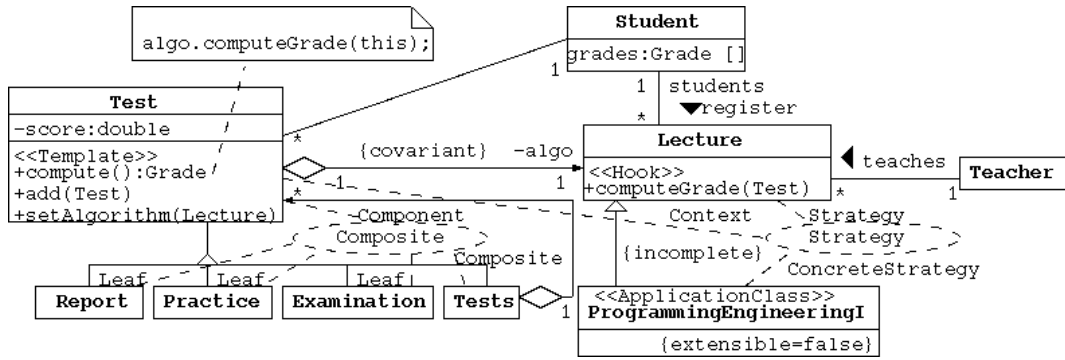 Student
grades:Grade []
algo.computeGrade(this);
1
1
students
register
*
Test
-score:double
<<Template>>
+compute():Grade
+add(Test)
+setAlgorithm(Lecture)
*
{covariant}
-algo
1
1
*
Lecture
<<Hook>>
+computeGrade(Test)
teaches
*
1
Teacher
Component
Composite
Composite
Context
Strategy
Strategy
{incomplete}
ConcreteStrategy
Leaf
Leaf
Leaf
Report
Practice
Examination
Tests
1
<<ApplicationClass>>
ProgrammingEngineeringI
{extensible=false}